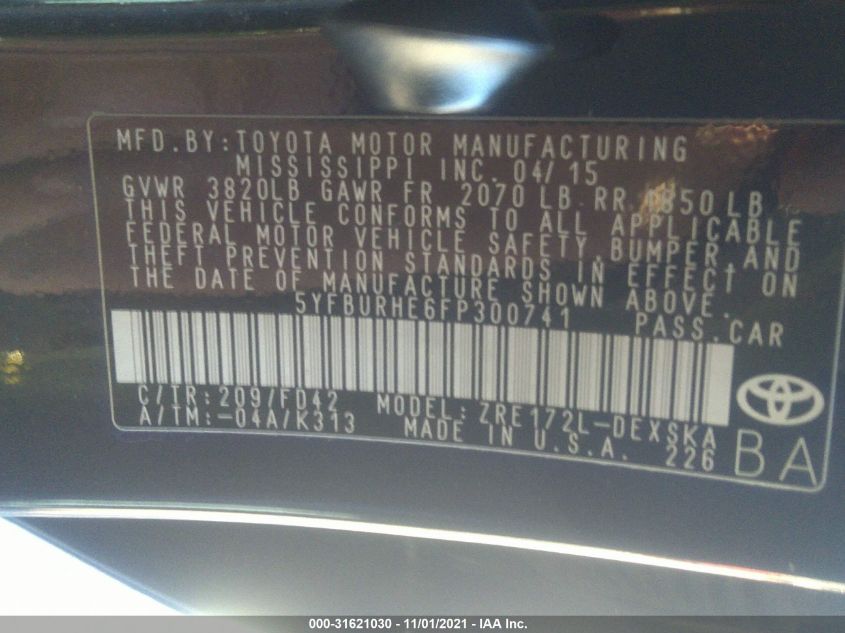 MFD. BY: TOYOTA MOTOR MANUFACTURING
MISSISSIPPI INC. 04/15
GVWR 3820LB GAWR FR 2070 LB RR 1850 LB
THIS VEHICLE CONFORMS TO ALL APPLICABLE
FEDERAL MOTOR VEHICLE SAFETY, BUMPER, AND
THEFT PREVENTION STANDARDS IN EFFECT ON
THE DATE OF MANUFACTURE SHOWN ABOVE.
5YFBURHE6FP300741 PASS. CAR
C/TR: 209/FD42 MODEL: ZRE172L-DEXSKA
A/TM: -04A/K313 MADE IN U.S.A. 226
BA
000-31621030 - 11/01/2021 - IAA Inc.